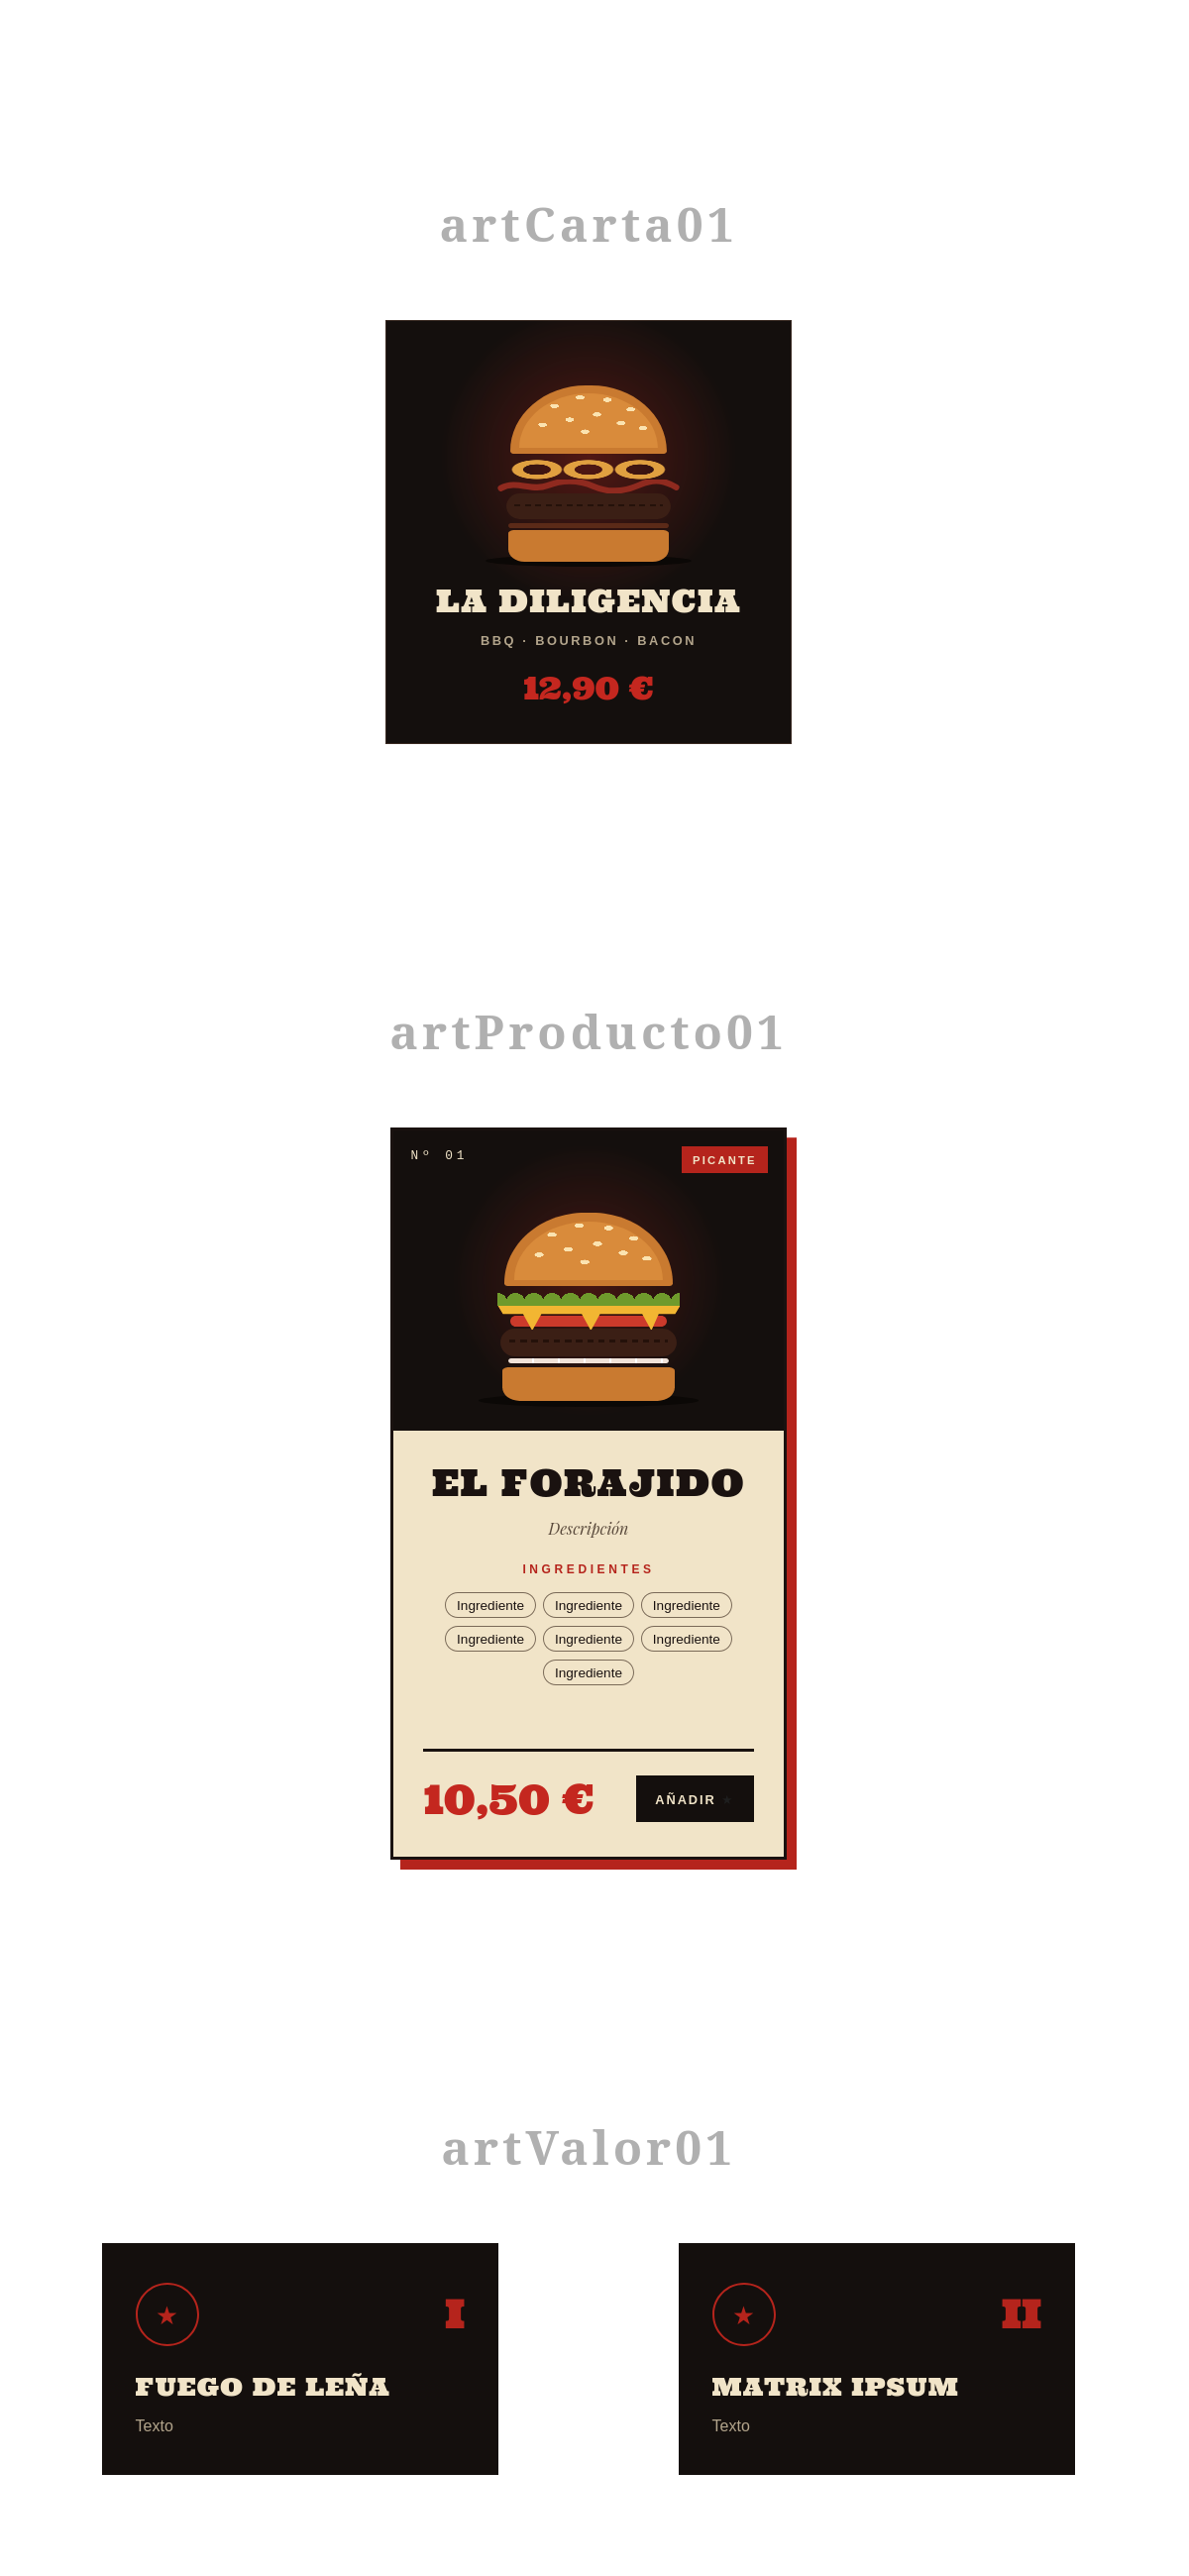 artCarta01
LA DILIGENCIA
BBQ · BOURBON · BACON
12,90 €
artProducto01
Nº 01
PICANTE
EL FORAJIDO
Descripción
INGREDIENTES
Ingrediente Ingrediente Ingrediente
Ingrediente Ingrediente Ingrediente
Ingrediente
10,50 €
AÑADIR ★
artValor01
★ I
FUEGO DE LEÑA
Texto
★ II
MATRIX IPSUM
Texto